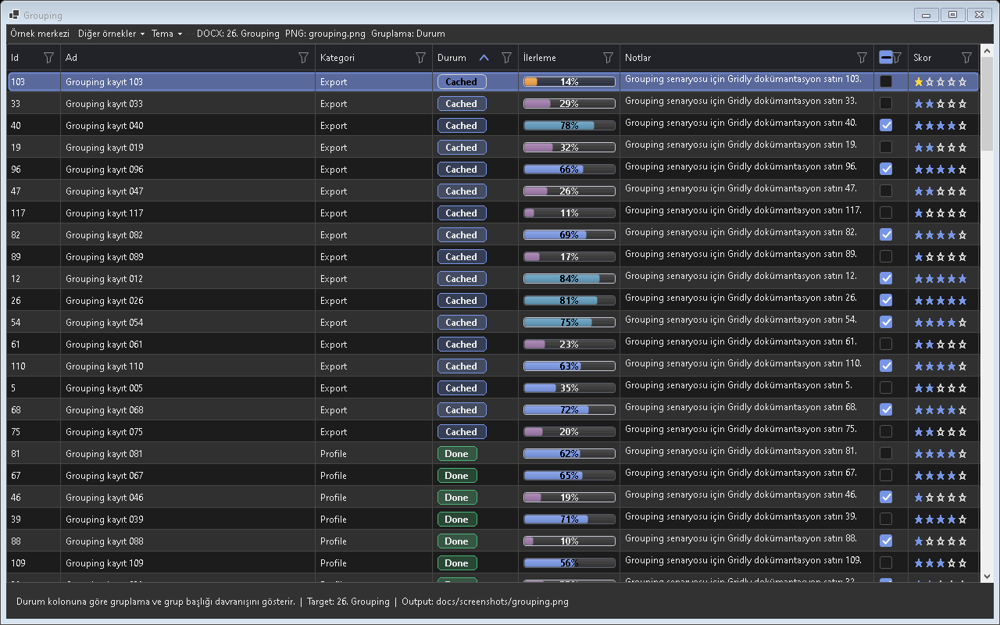 Grouping
Örnek merkezi Diğer örnekler Tema DOCX: 26. Grouping PNG: grouping.png Gruplama: Durum
Id Ad Kategori Durum İlerleme Notlar Skor
103 Grouping kayıt 103 Export Cached 14% Grouping senaryosu için Gridly dokümantasyon satırı 103.
33 Grouping kayıt 033 Export Cached 29% Grouping senaryosu için Gridly dokümantasyon satırı 33.
40 Grouping kayıt 040 Export Cached 78% Grouping senaryosu için Gridly dokümantasyon satırı 40.
19 Grouping kayıt 019 Export Cached 32% Grouping senaryosu için Gridly dokümantasyon satırı 19.
96 Grouping kayıt 096 Export Cached 66% Grouping senaryosu için Gridly dokümantasyon satırı 96.
47 Grouping kayıt 047 Export Cached 26% Grouping senaryosu için Gridly dokümantasyon satırı 47.
117 Grouping kayıt 117 Export Cached 11% Grouping senaryosu için Gridly dokümantasyon satırı 117.
82 Grouping kayıt 082 Export Cached 69% Grouping senaryosu için Gridly dokümantasyon satırı 82.
89 Grouping kayıt 089 Export Cached 17% Grouping senaryosu için Gridly dokümantasyon satırı 89.
12 Grouping kayıt 012 Export Cached 84% Grouping senaryosu için Gridly dokümantasyon satırı 12.
26 Grouping kayıt 026 Export Cached 81% Grouping senaryosu için Gridly dokümantasyon satırı 26.
54 Grouping kayıt 054 Export Cached 75% Grouping senaryosu için Gridly dokümantasyon satırı 54.
61 Grouping kayıt 061 Export Cached 23% Grouping senaryosu için Gridly dokümantasyon satırı 61.
110 Grouping kayıt 110 Export Cached 63% Grouping senaryosu için Gridly dokümantasyon satırı 110.
5 Grouping kayıt 005 Export Cached 35% Grouping senaryosu için Gridly dokümantasyon satırı 5.
68 Grouping kayıt 068 Export Cached 72% Grouping senaryosu için Gridly dokümantasyon satırı 68.
75 Grouping kayıt 075 Export Cached 20% Grouping senaryosu için Gridly dokümantasyon satırı 75.
81 Grouping kayıt 081 Profile Done 62% Grouping senaryosu için Gridly dokümantasyon satırı 81.
67 Grouping kayıt 067 Profile Done 65% Grouping senaryosu için Gridly dokümantasyon satırı 67.
46 Grouping kayıt 046 Profile Done 19% Grouping senaryosu için Gridly dokümantasyon satırı 46.
39 Grouping kayıt 039 Profile Done 71% Grouping senaryosu için Gridly dokümantasyon satırı 39.
88 Grouping kayıt 088 Profile Done 10% Grouping senaryosu için Gridly dokümantasyon satırı 88.
109 Grouping kayıt 109 Profile Done 56% Grouping senaryosu için Gridly dokümantasyon satırı 109.
Durum kolonuna göre gruplama ve grup başlığı davranışını gösterir. | Target: 26. Grouping | Output: docs/screenshots/grouping.png